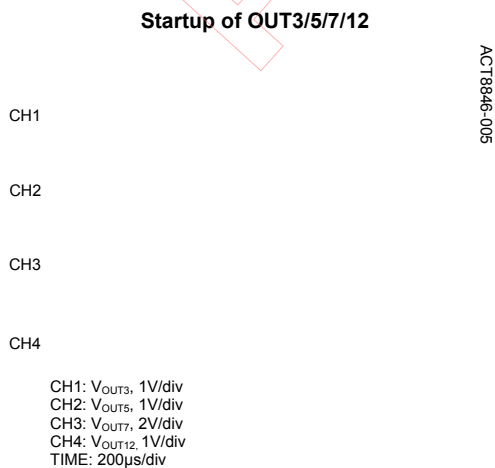 Startup of OUT3/5/7/12
ACT8846-005
CH1
CH2
CH3
CH4
CH1: VOUT3, 1V/div
CH2: VOUT5, 1V/div
CH3: VOUT7, 2V/div
CH4: VOUT12, 1V/div
TIME: 200µs/div